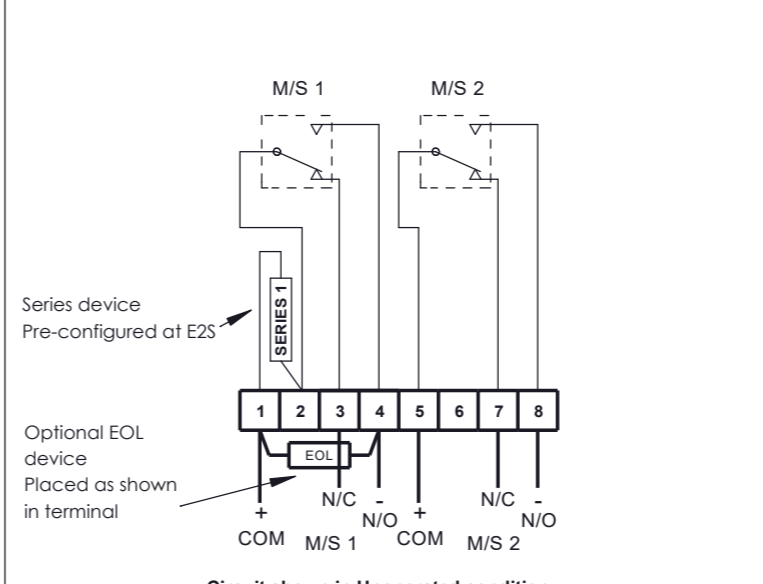 M/S 1
M/S 2
Series device
Pre-configured at E2S
SERIES 1
1 2 3 4 5 6 7 8
Optional EOL
device
Placed as shown
in terminal
EOL
N/C
N/C
+
-
+
-
N/O
N/O
COM
M/S 1
COM
M/S 2